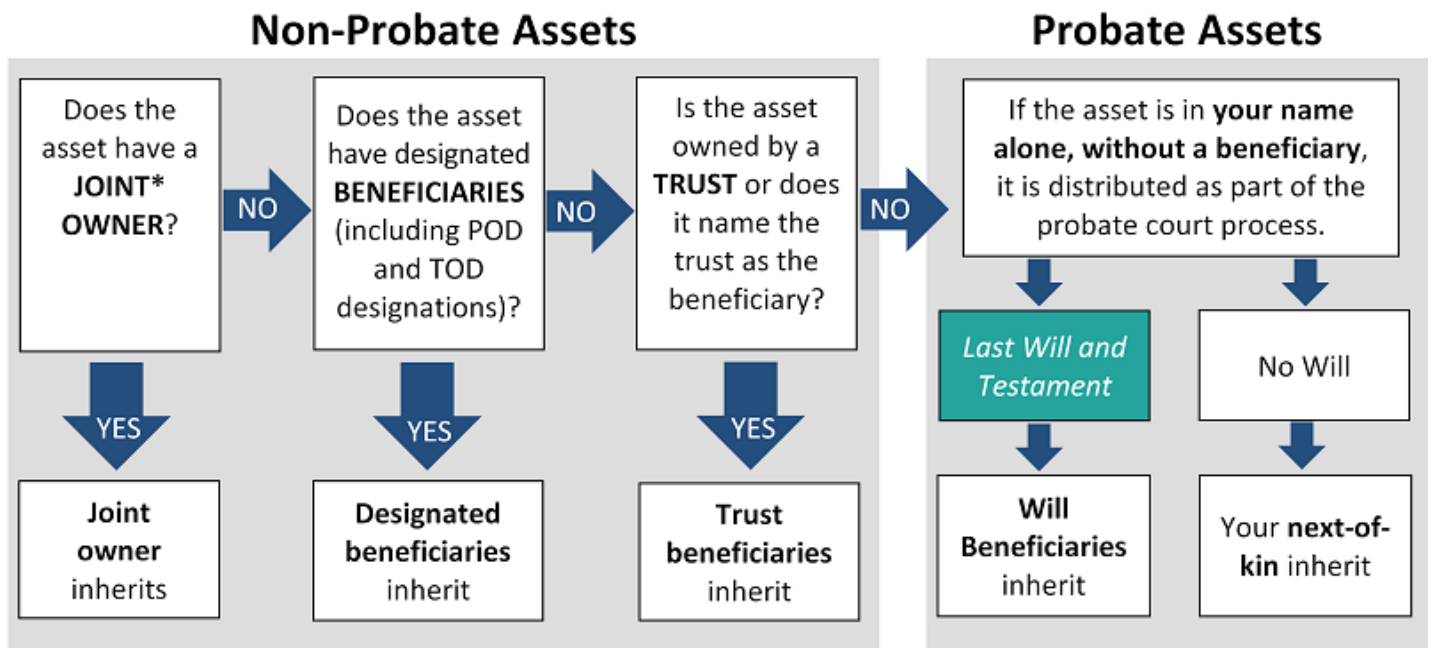 Non-Probate Assets
Does the
asset have a
JOINT*
OWNER?
NO
Does the asset
have designated
BENEFICIARIES
(including POD
and TOD
designations)?
NO
Is the asset
owned by a
TRUST or does
it name the
trust as the
beneficiary?
NO
YES
YES
YES
Joint
owner
inherits
Designated
beneficiaries
inherit
Trust
beneficiaries
inherit
Probate Assets
If the asset is in your name
alone, without a beneficiary,
it is distributed as part of the
probate court process.
Last Will and
Testament
No Will
Will
Beneficiaries
inherit
Your next-of-
kin inherit